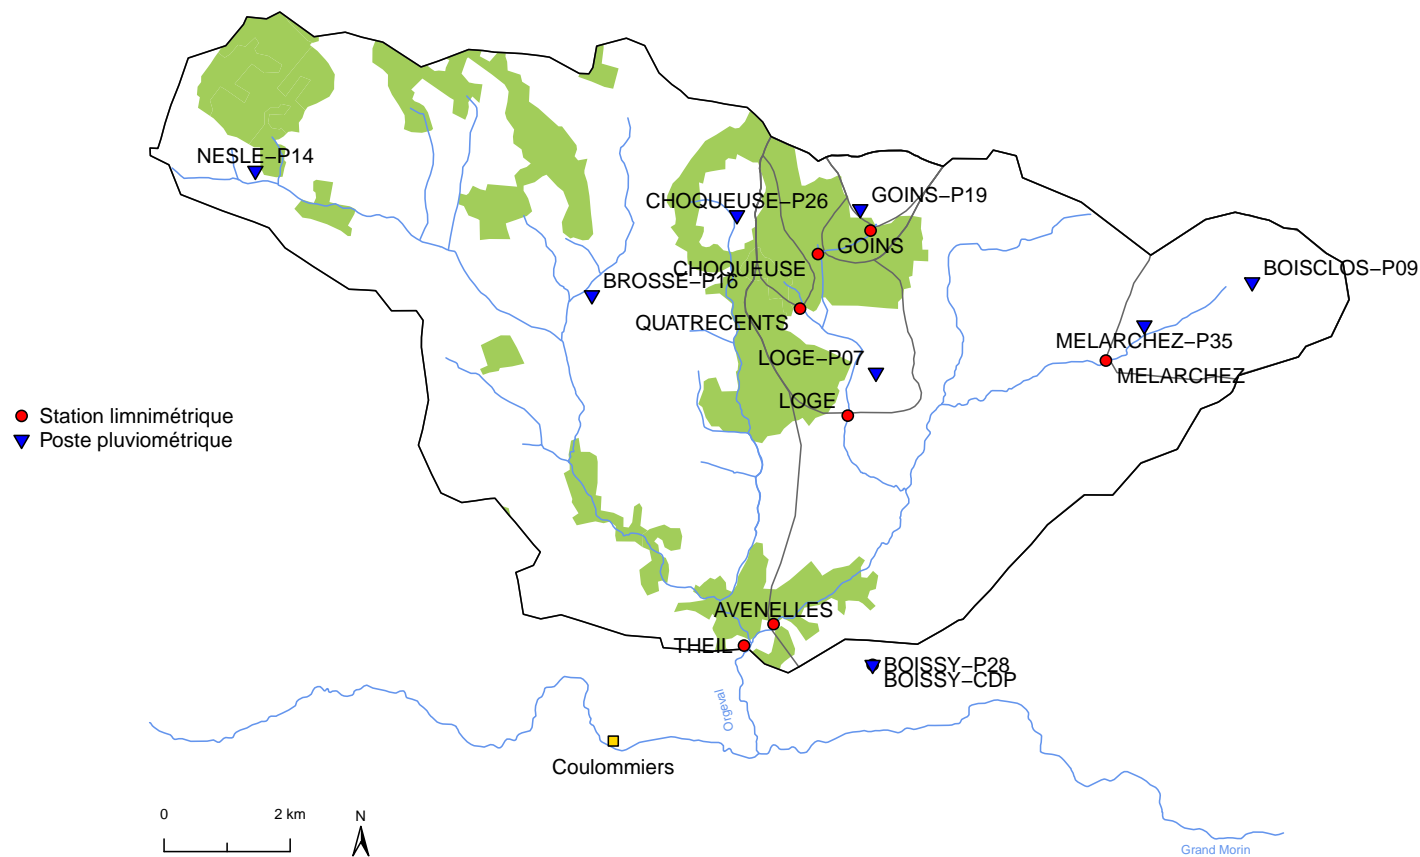 NESLE–P14
CHOQUEUSE–P26
GOINS–P19
GOINS
CHOQUEUSE
BOISCLOS–P09
BROSSE–P16
QUATRECENTS
MELARCHEZ–P35
LOGE–P07
MELARCHEZ
LOGE
Station limnimétrique
Poste pluviométrique
AVENELLES
THEIL
BOISSY–P28
BOISSY–CDP
Orgeval
Coulommiers
0 2 km
N
Grand Morin